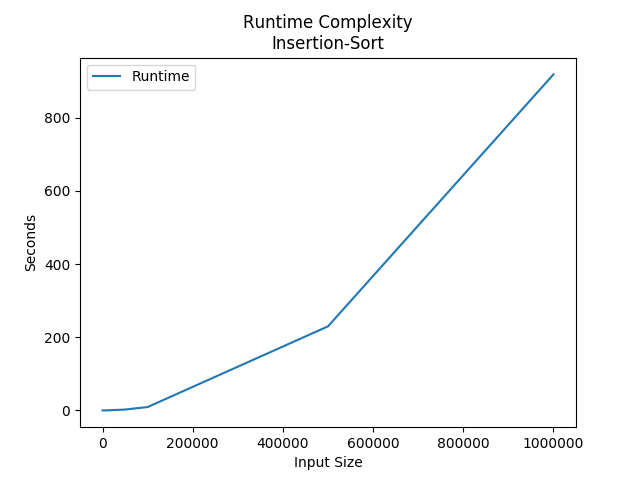 Runtime Complexity
Insertion-Sort
Runtime
800
600
400
200
0
Seconds
0 200000 400000 600000 800000 1000000
Input Size